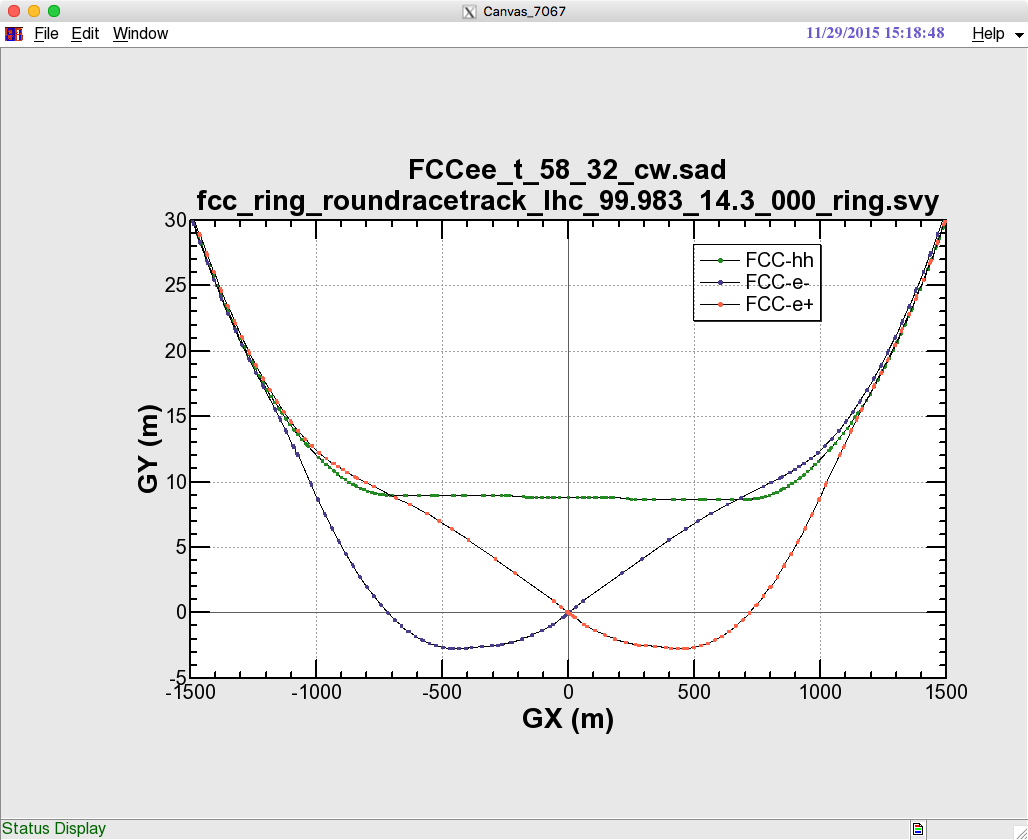 Canvas_7067
File Edit Window 11/29/2015 15:18:48 Help
FCCee_t_58_32_cw.sad
fcc_ring_roundracetrack_lhc_99.983_14.3_000_ring.svy
30
25
20
15
10
5
0
-5
GY (m)
FCC-hh
FCC-e-
FCC-e+
-1500 -1000 -500 0 500 1000 1500
GX (m)
Status Display